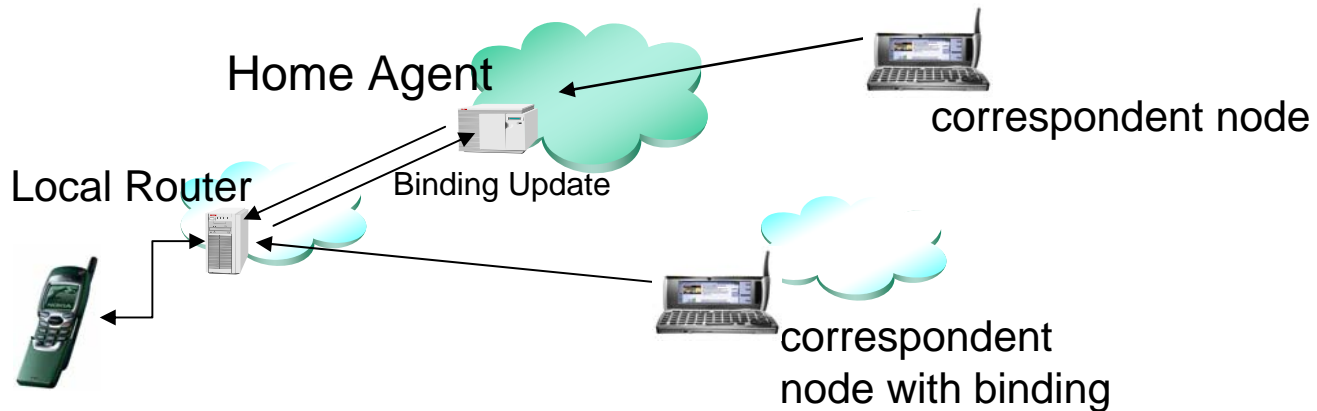 Home Agent
correspondent node
Local Router
Binding Update
correspondent
node with binding